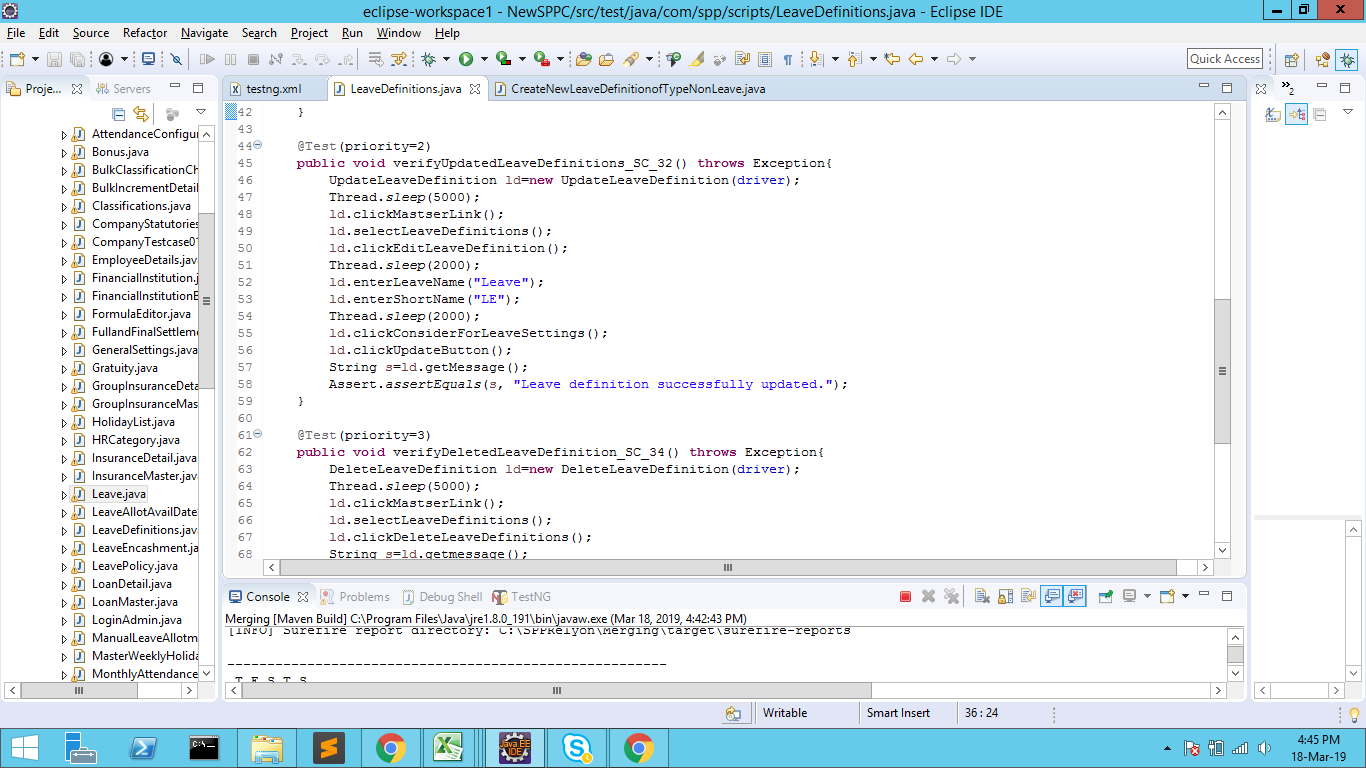 eclipse-workspace1 - NewSPPC/src/test/java/com/spp/scripts/LeaveDefinitions.java - Eclipse IDE
File Edit Source Refactor Navigate Search Project Run Window Help
Quick Access
Proje... Servers
testng.xml LeaveDefinitions.java CreateNewLeaveDefinitionofTypeNonLeave.java
2
AttendanceConfigur
Bonus.java
BulkClassificationCh
BulkIncrementDetail
Classifications.java
CompanyStatutories
CompanyTestcase01
EmployeeDetails.java
FinancialInstitution.j
FinancialInstitutionE
FormulaEditor.java
FullandFinalSettleme
GeneralSettings.java
Gratuity.java
GroupInsuranceDeta
GroupInsuranceMas
HolidayList.java
HRCategory.java
InsuranceDetail.java
InsuranceMaster.java
Leave.java
LeaveAllotAvailDate
LeaveDefinitions.java
LeaveEncashment.ja
LeavePolicy.java
LoanDetail.java
LoanMaster.java
LoginAdmin.java
ManualLeaveAllotm
MasterWeeklyHolida
MonthlyAttendance
42 }
43
44 @Test(priority=2)
45 public void verifyUpdatedLeaveDefinitions_SC_32() throws Exception{
46 UpdateLeaveDefinition ld=new UpdateLeaveDefinition(driver);
47 Thread.sleep(5000);
48 ld.clickMastserLink();
49 ld.selectLeaveDefinitions();
50 ld.clickEditLeaveDefinition();
51 Thread.sleep(2000);
52 ld.enterLeaveName("Leave");
53 ld.enterShortName("LE");
54 Thread.sleep(2000);
55 ld.clickConsiderForLeaveSettings();
56 ld.clickUpdateButton();
57 String s=ld.getMessage();
58 Assert.assertEquals(s, "Leave definition successfully updated.");
59 }
60
61 @Test(priority=3)
62 public void verifyDeletedLeaveDefinition_SC_34() throws Exception{
63 DeleteLeaveDefinition ld=new DeleteLeaveDefinition(driver);
64 Thread.sleep(5000);
65 ld.clickMastserLink();
66 ld.selectLeaveDefinitions();
67 ld.clickDeleteLeaveDefinitions();
68 String s=ld.getmessage();
Console Problems Debug Shell TestNG
Merging [Maven Build] C:\Program Files\Java\jre1.8.0_191\bin\javaw.exe (Mar 18, 2019, 4:42:43 PM)
[INFO] Surefire report directory: C:\SPPRelyon\Merging\target\surefire-reports
-------------------------------------------------------
T E S T S
Writable Smart Insert 36 : 24
Java EE
IDE
4:45 PM
18-Mar-19